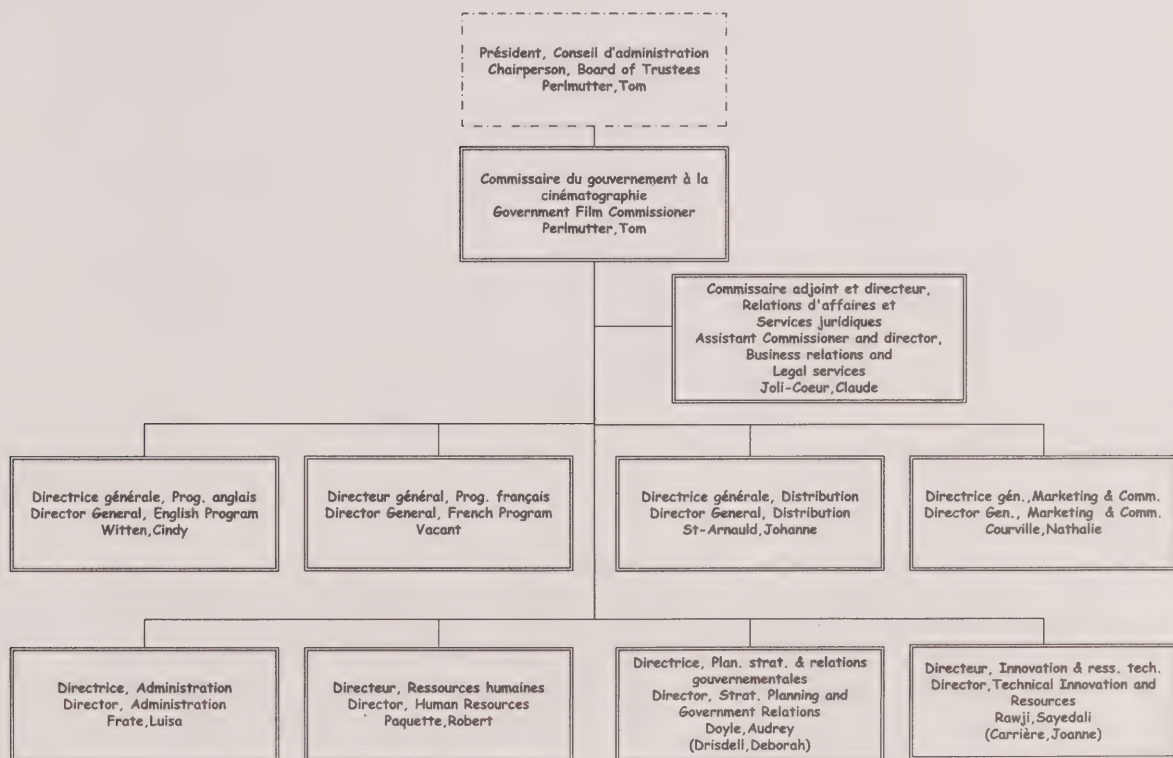 Président, Conseil d'administration
Chairperson, Board of Trustees
Perlmutter,Tom
Commissaire du gouvernement à la
cinématographie
Government Film Commissioner
Perlmutter,Tom
Commissaire adjoint et directeur,
Relations d'affaires et
Services juridiques
Assistant Commissioner and director,
Business relations and
Legal services
Joli-Coeur,Claude
Directrice générale, Prog. anglais
Director General, English Program
Witten,Cindy
Directeur général, Prog. français
Director General, French Program
Vacant
Directrice générale, Distribution
Director General, Distribution
St-Arnauld,Johanne
Directrice gén.,Marketing & Comm.
Director Gen., Marketing & Comm.
Courville,Nathalie
Directrice, Administration
Director, Administration
Frate,Luisa
Directeur, Ressources humaines
Director, Human Resources
Paquette,Robert
Directrice, Plan. strat. & relations
gouvernementales
Director, Strat. Planning and
Government Relations
Doyle,Audrey
(Drisdell,Deborah)
Directeur, Innovation & ress. tech.
Director,Technical Innovation and
Resources
Rawji,Sayedali
(Carrière,Joanne)